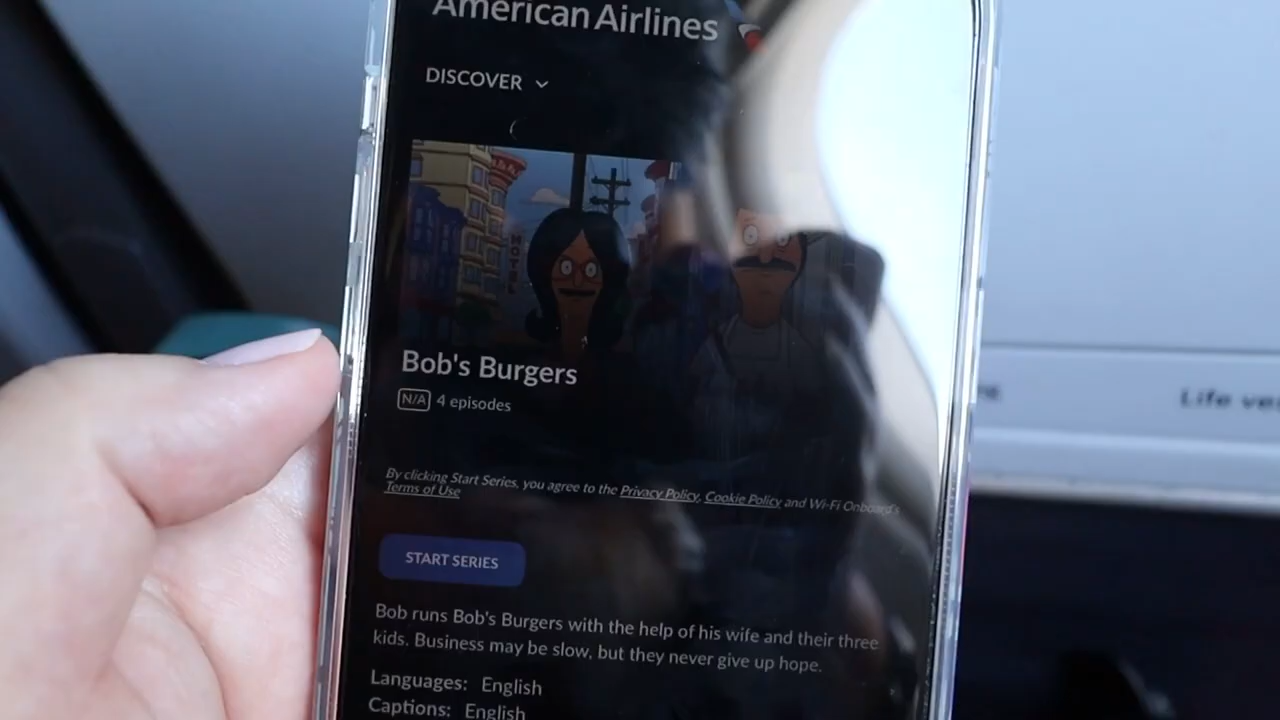 American Airlines
DISCOVER
Bob's Burgers
N/A 4 episodes
By clicking Start Series, you agree to the Privacy Policy, Cookie Policy and Wi-Fi Onboard's
Terms of Use
START SERIES
Bob runs Bob's Burgers with the help of his wife and their three
kids. Business may be slow, but they never give up hope.
Languages: English
Captions: English
Life